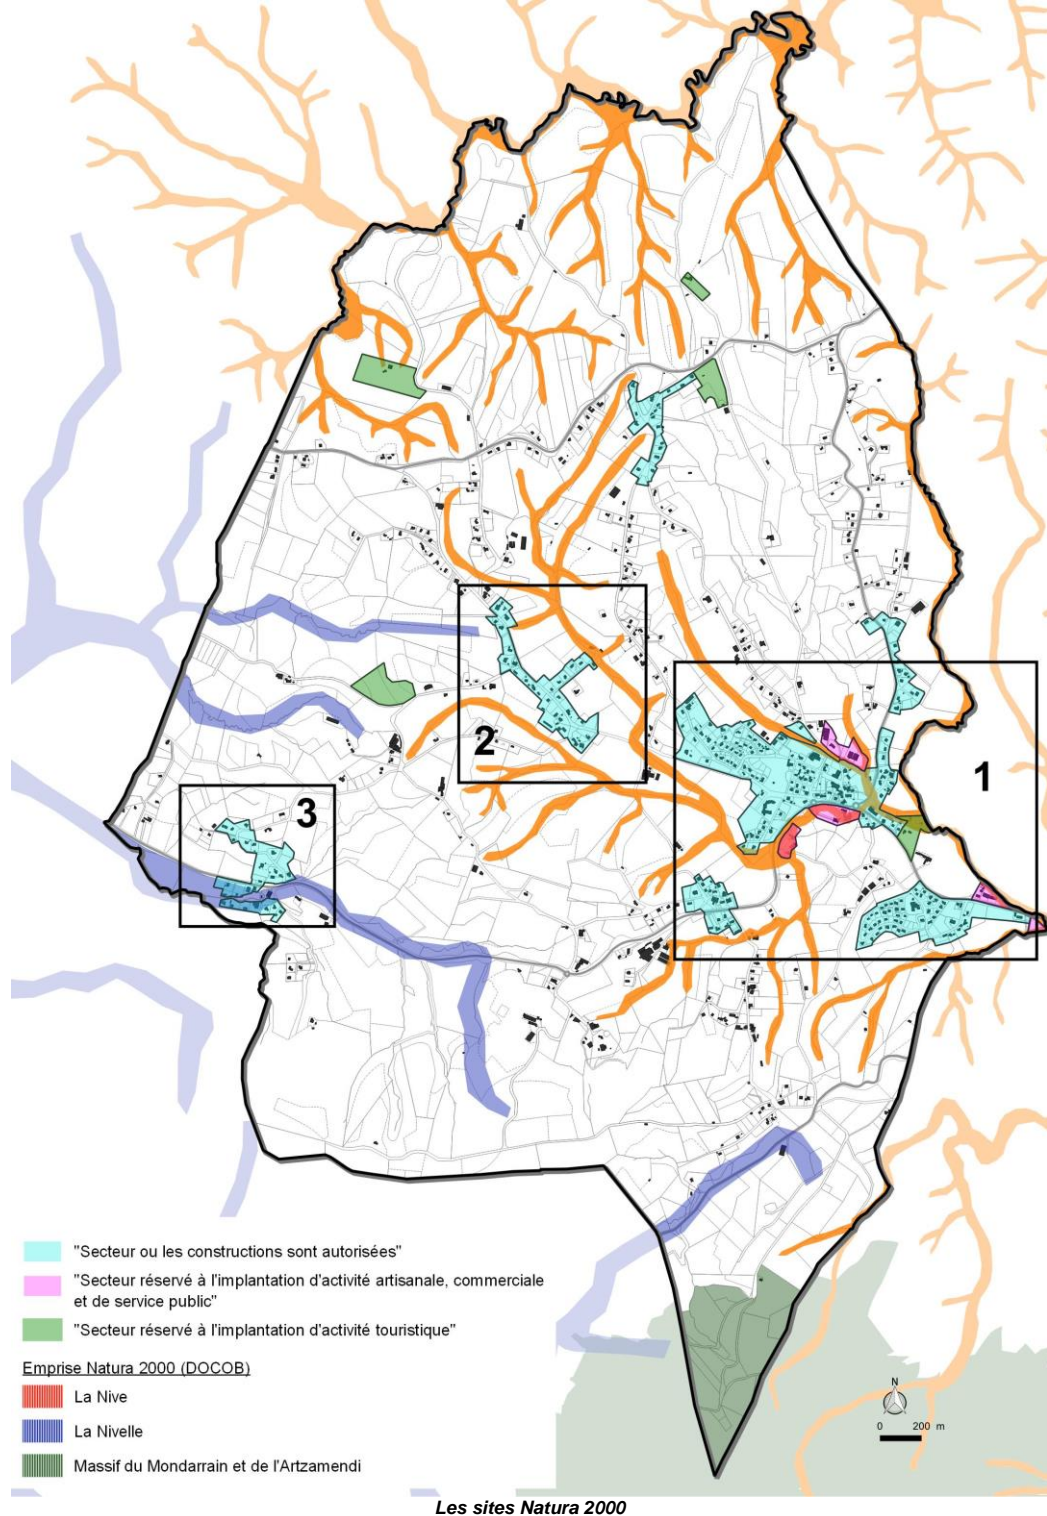 1
2
3
"Secteur ou les constructions sont autorisées"
"Secteur réservé à l'implantation d'activité artisanale, commerciale
et de service public"
"Secteur réservé à l'implantation d'activité touristique"
Emprise Natura 2000 (DOCOB)
La Nive
La Nivelle
Massif du Mondarrain et de l'Artzamendi
N
0 200 m
Les sites Natura 2000